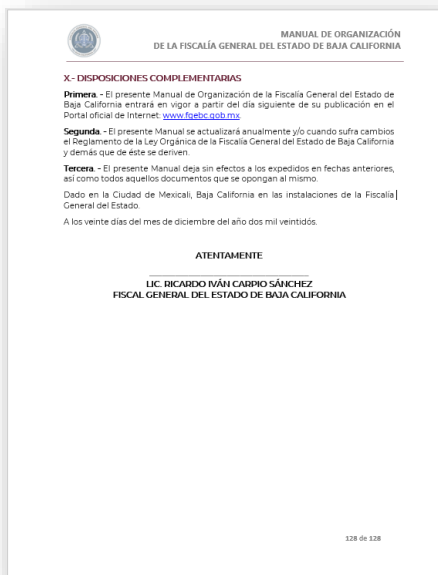 MANUAL DE ORGANIZACIÓN
DE LA FISCALÍA GENERAL DEL ESTADO DE BAJA CALIFORNIA
X.- DISPOSICIONES COMPLEMENTARIAS
Primera. - El presente Manual de Organización de la Fiscalía General del Estado de
Baja California entrará en vigor a partir del día siguiente de su publicación en el
Portal oficial de Internet: www.fgebc.gob.mx.
Segunda. - El presente Manual se actualizará anualmente y/o cuando sufra cambios
el Reglamento de la Ley Orgánica de la Fiscalía General del Estado de Baja California
y demás que de éste se deriven.
Tercera. - El presente Manual deja sin efectos a los expedidos en fechas anteriores,
así como todos aquellos documentos que se opongan al mismo.
Dado en la Ciudad de Mexicali, Baja California en las instalaciones de la Fiscalía
General del Estado.
A los veinte días del mes de diciembre del año dos mil veintidós.
ATENTAMENTE
LIC. RICARDO IVÁN CARPIO SÁNCHEZ
FISCAL GENERAL DEL ESTADO DE BAJA CALIFORNIA
128 de 128